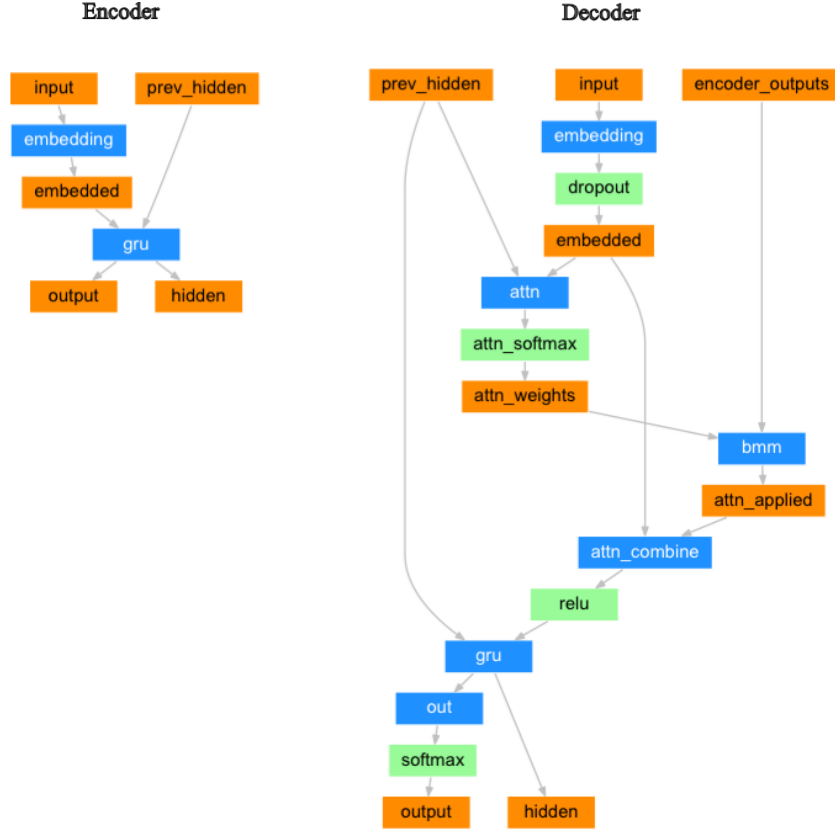 Encoder
input
prev_hidden
embedding
embedded
gru
output
hidden
Decoder
prev_hidden
input
encoder_outputs
embedding
dropout
embedded
attn
attn_softmax
attn_weights
bmm
attn_applied
attn_combine
relu
gru
out
softmax
output
hidden